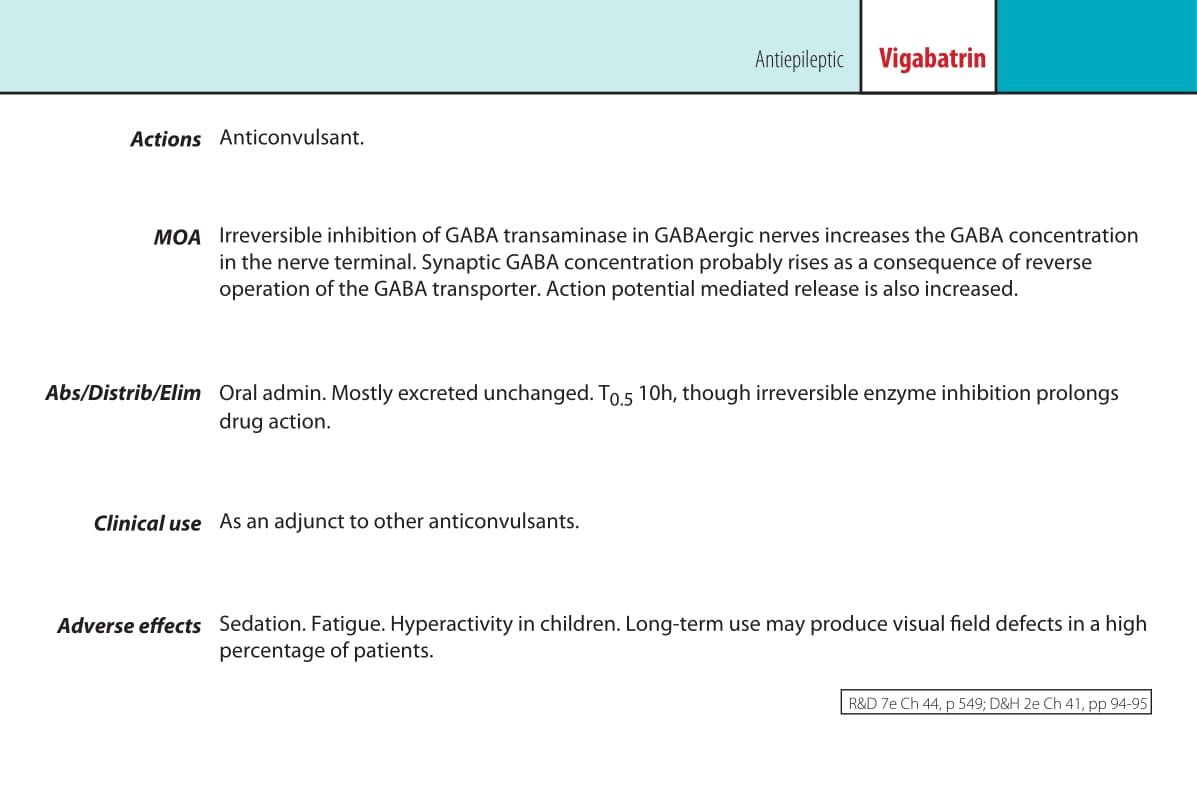 Antiepileptic Vigabatrin
Actions Anticonvulsant.
MOA Irreversible inhibition of GABA transaminase in GABAergic nerves increases the GABA concentration
in the nerve terminal. Synaptic GABA concentration probably rises as a consequence of reverse
operation of the GABA transporter. Action potential mediated release is also increased.
Abs/Distrib/Elim Oral admin. Mostly excreted unchanged. T0.5 10h, though irreversible enzyme inhibition prolongs
drug action.
Clinical use As an adjunct to other anticonvulsants.
Adverse effects Sedation. Fatigue. Hyperactivity in children. Long-term use may produce visual field defects in a high
percentage of patients.
R&D 7e Ch 44, p 549; D&H 2e Ch 41, pp 94-95